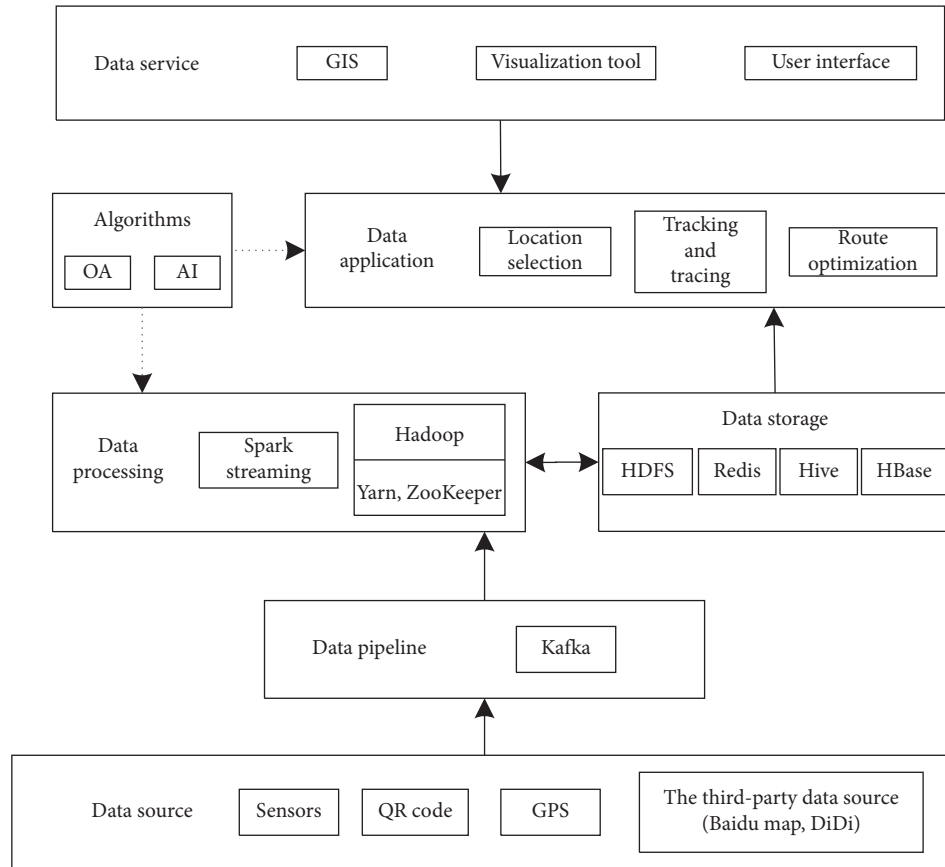 Data service
GIS
Visualization tool
User interface
Algorithms
OA
AI
Data
application
Location
selection
Tracking
and
tracing
Route
optimization
Data
processing
Spark
streaming
Hadoop
Yarn, ZooKeeper
Data storage
HDFS
Redis
Hive
HBase
Data pipeline
Kafka
Data source
Sensors
QR code
GPS
The third-party data source
(Baidu map, DiDi)